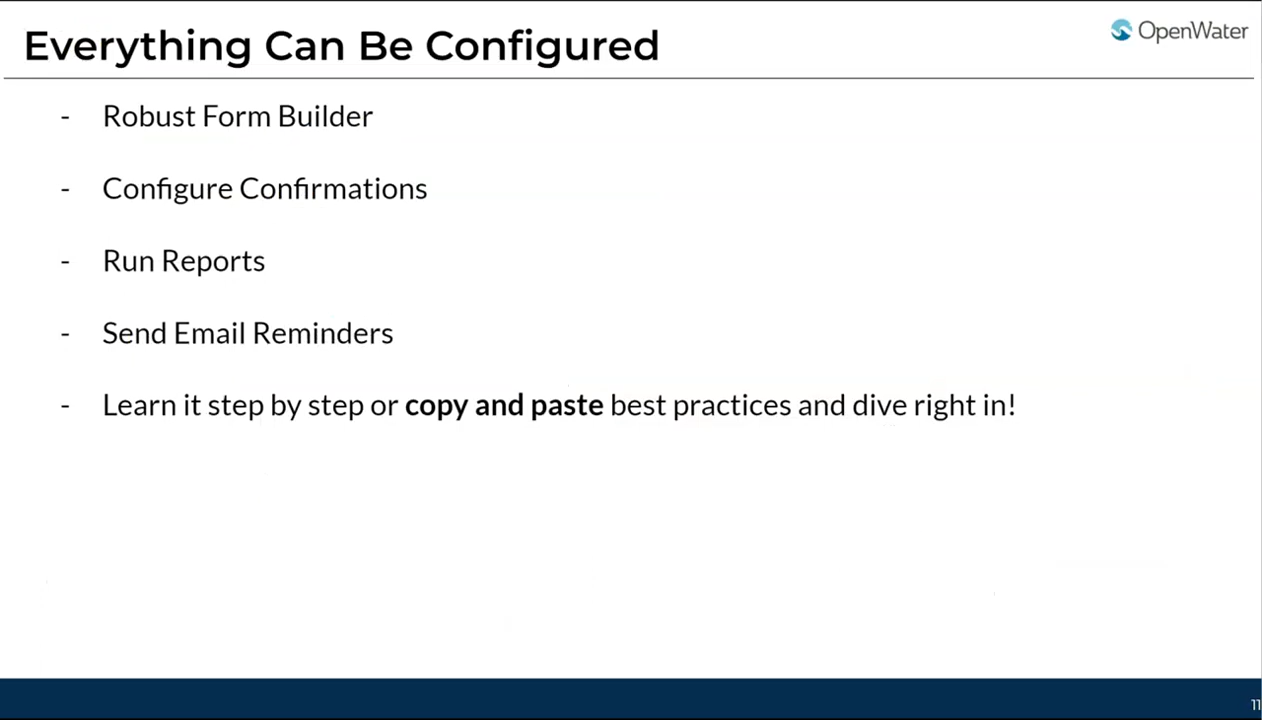 Everything Can Be Configured
OpenWater
- Robust Form Builder
- Configure Confirmations
- Run Reports
- Send Email Reminders
- Learn it step by step or copy and paste best practices and dive right in!
11